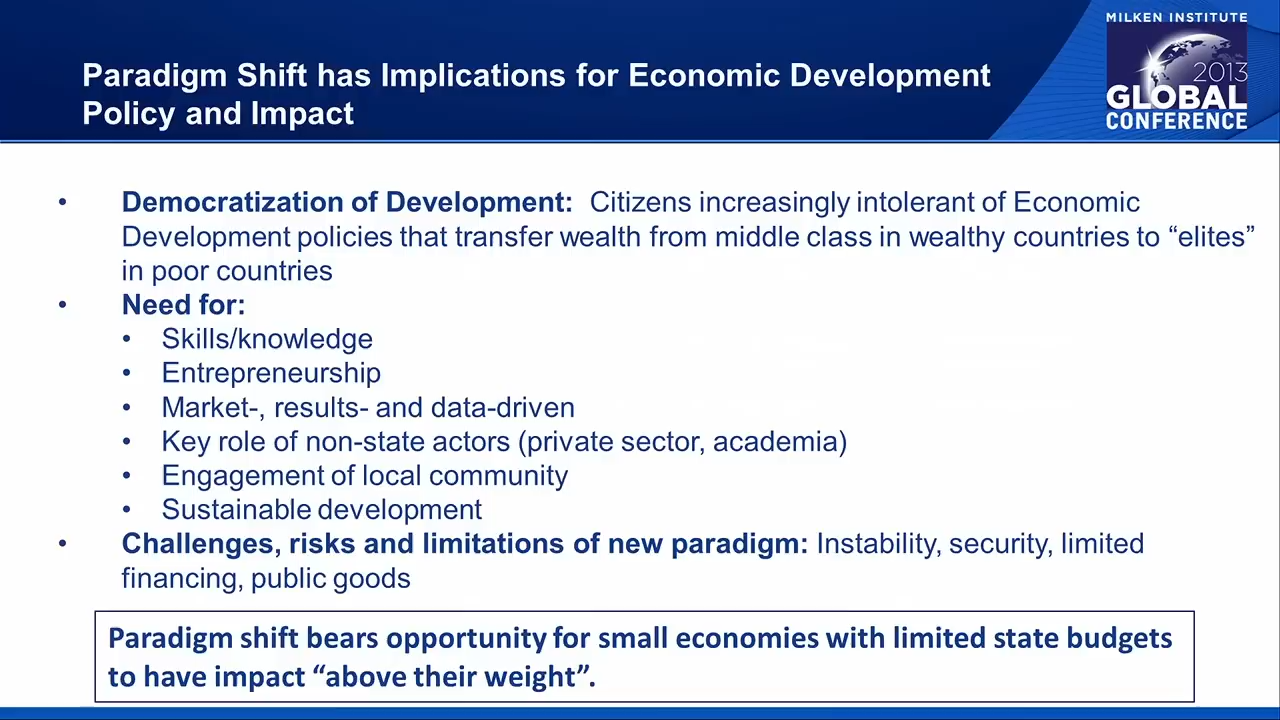 MILKEN INSTITUTE
2013
GLOBAL
CONFERENCE
Paradigm Shift has Implications for Economic Development
Policy and Impact
• Democratization of Development: Citizens increasingly intolerant of Economic
Development policies that transfer wealth from middle class in wealthy countries to “elites”
in poor countries
• Need for:
• Skills/knowledge
• Entrepreneurship
• Market-, results- and data-driven
• Key role of non-state actors (private sector, academia)
• Engagement of local community
• Sustainable development
• Challenges, risks and limitations of new paradigm: Instability, security, limited
financing, public goods
Paradigm shift bears opportunity for small economies with limited state budgets
to have impact “above their weight”.